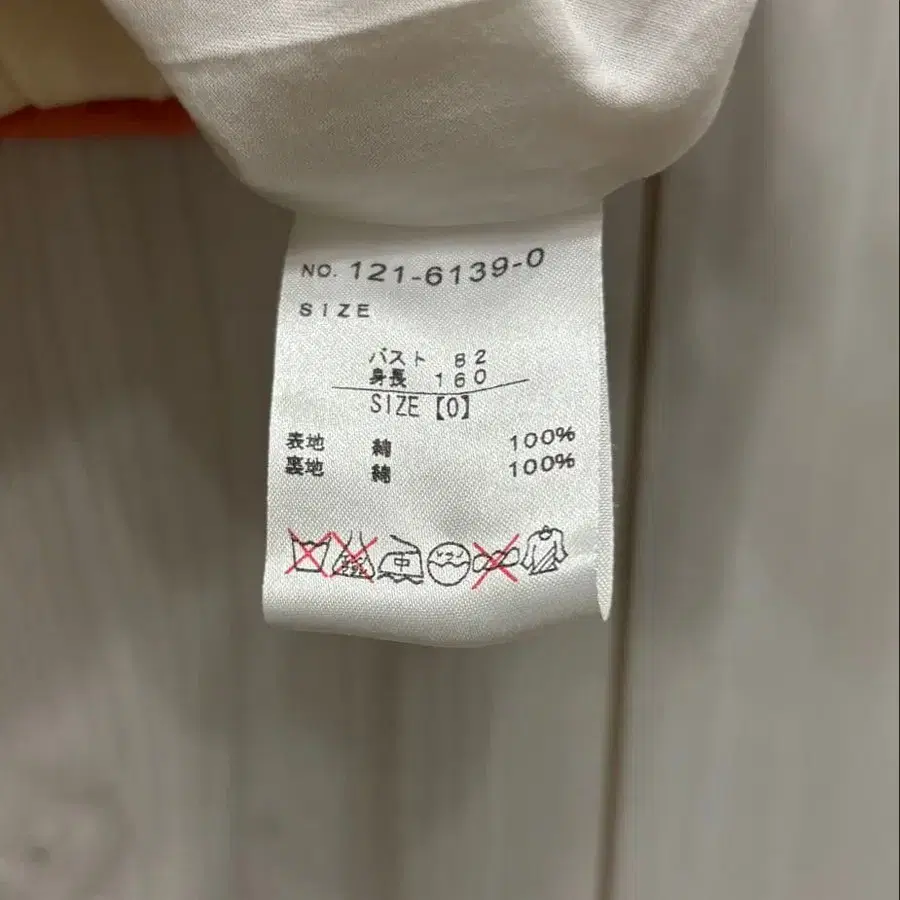 NO. 121-6139-0
SIZE
バスト 82
身長 160
SIZE【0】
表地 綿 100%
裏地 綿 100%
中